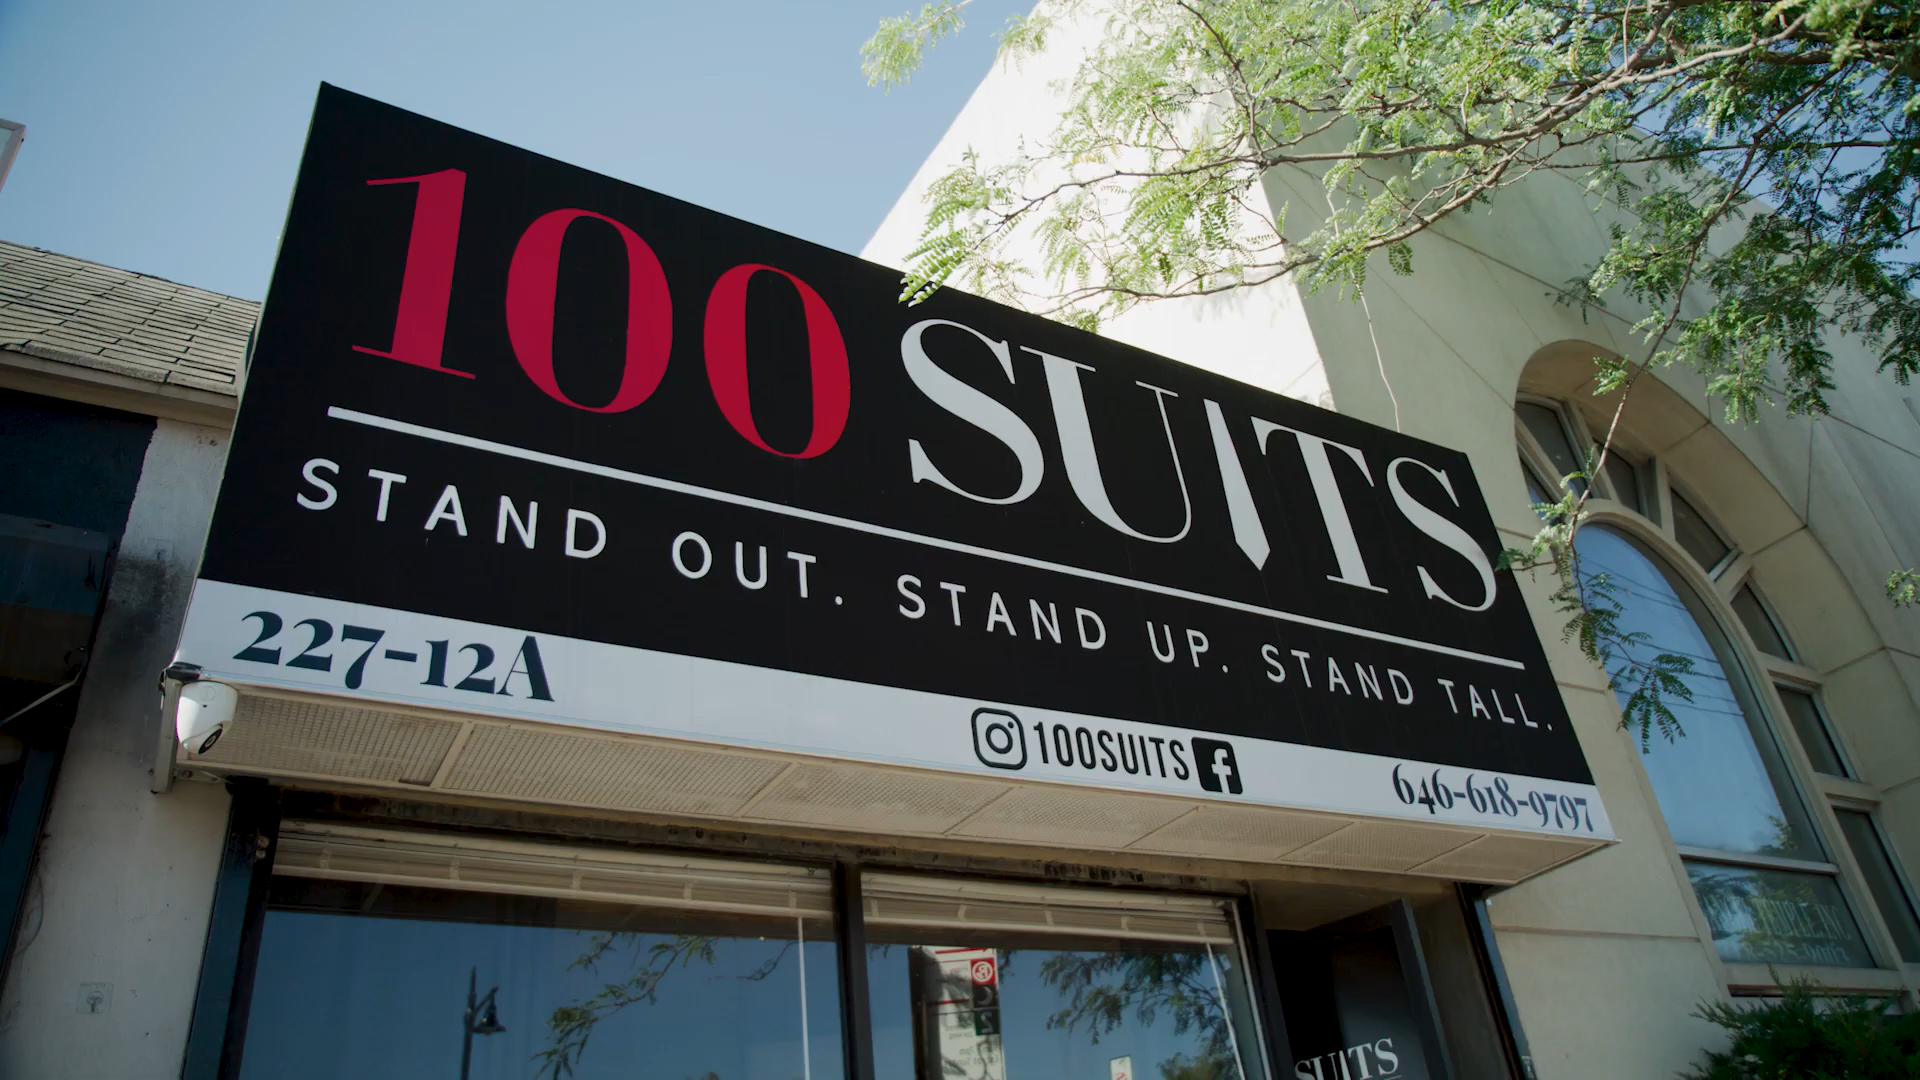 100 SUITS
STAND OUT. STAND UP. STAND TALL.
227-12A
100SUITS
646-618-9797
SUITS